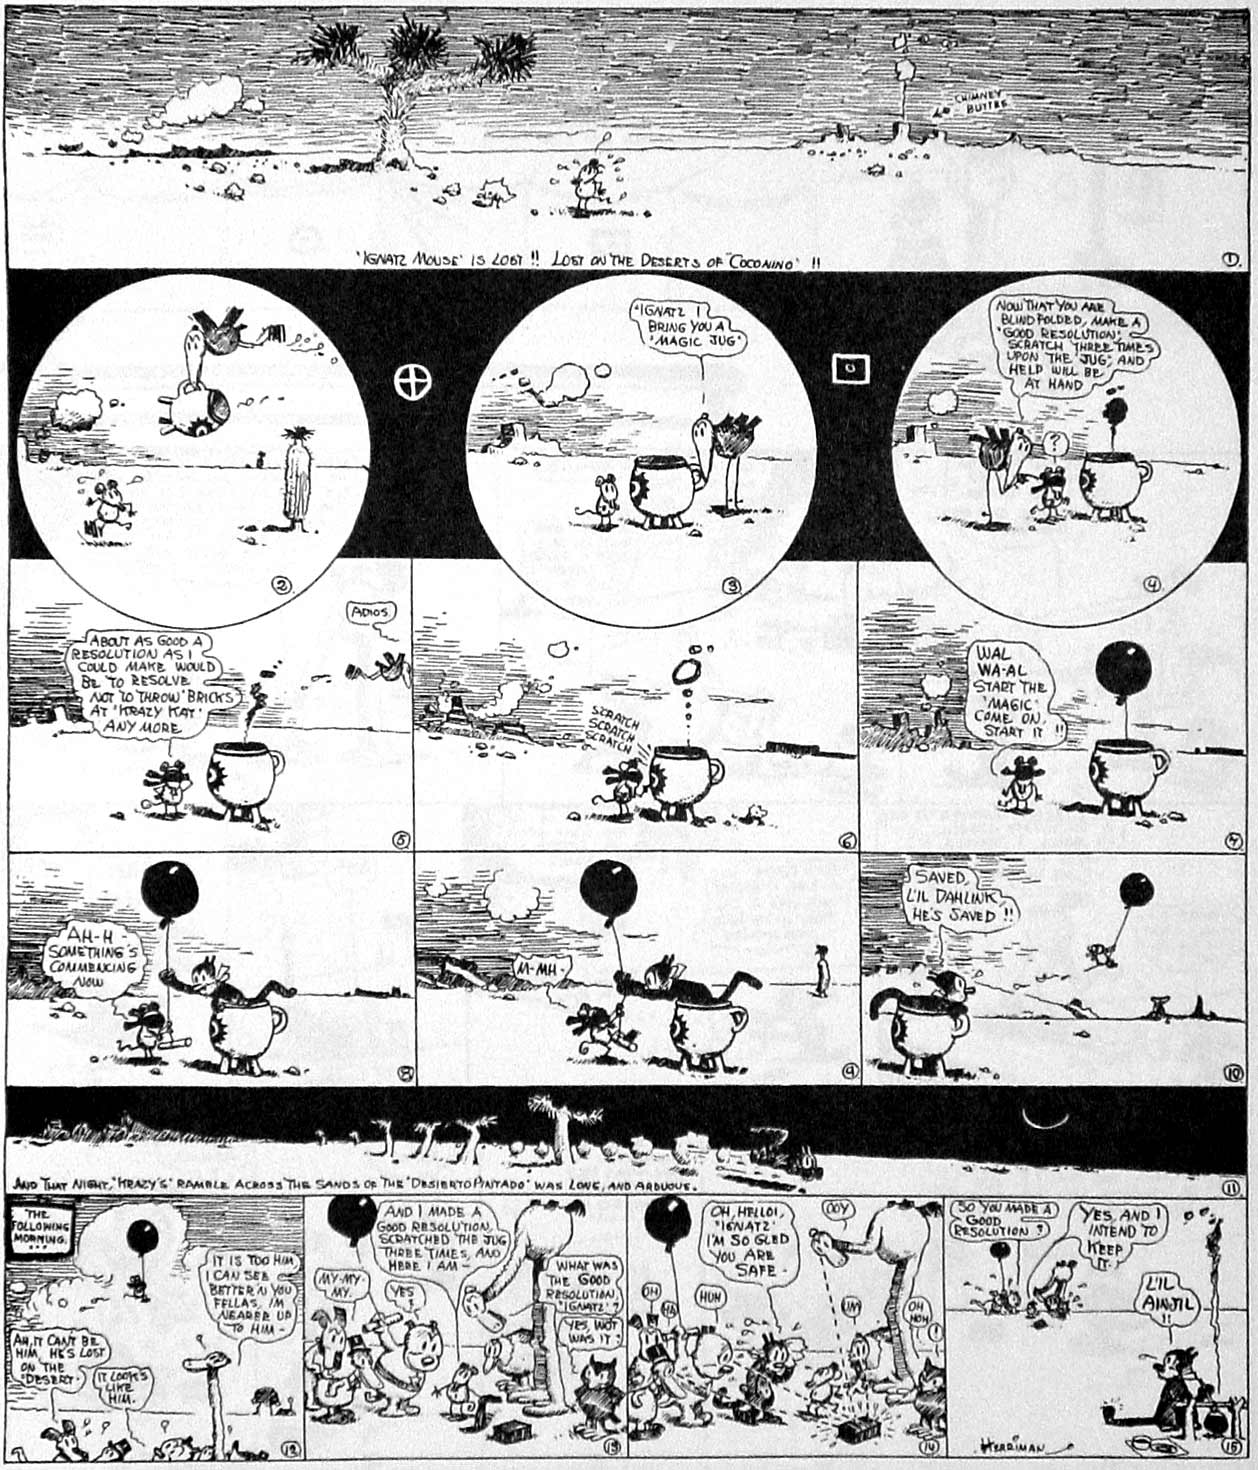 CHIMNEY
BUTTRE
'IGNATZ MOUSE' IS LOST !! LOST ON THE DESERTS OF 'COCONINO' !!
1.
2.
'IGNATZ I
BRING YOU A
'MAGIC JUG'
3
NOW THAT YOU ARE
BLINDFOLDED, MAKE A
'GOOD RESOLUTION,'
SCRATCH THREE TIMES
UPON THE 'JUG', AND
HELP WILL BE
AT HAND
?
4
ABOUT AS GOOD A
RESOLUTION AS I
COULD MAKE WOULD
BE TO RESOLVE
NOT TO THROW 'BRICKS'
AT 'KRAZY KAT'
ANY MORE
ADIOS.
5
SCRATCH
SCRATCH
SCRATCH
6
WAL
WA-AL
START THE
'MAGIC'
COME ON,
START IT !!
7
AH-H-
SOMETHING'S
COMMENCING
NOW
8
M-MH-
9
SAVED,
L'IL DAHLINK,
HE'S SAVED !!
10
AND THAT NIGHT, 'KRAZY'S' RAMBLE ACROSS THE SANDS OF THE 'DESIERTO PINTADO' WAS LONG, AND ARDUOUS.
11
THE
FOLLOWING
MORNING.
...
IT IS TOO HIM
I CAN SEE
BETTER'N YOU
FELLAS, I'M
NEARER UP
TO HIM-
AH, IT CAN'T BE
HIM, HE'S LOST
ON THE
'DESERT'-
IT LOOKS
LIKE
HIM.
12
AND I MADE A
GOOD RESOLUTION,
SCRATCHED THE JUG
THREE TIMES, AND
HERE I AM-
MY-MY-
MY.
YES
?
WHAT WAS
THE GOOD
RESOLUTION,
'IGNATZ'?
YES, WOT
WAS IT?
13
OH, HELLO,
'IGNATZ'
I'M SO GLED
YOU ARE
SAFE-
OOY
OH
HA
HUH
UM
OH
HOH
!
14
SO YOU MADE A
GOOD
RESOLUTION?
YES, AND I
INTEND TO
KEEP
IT.
L'IL
AINJIL
!!
HERRIMAN
15